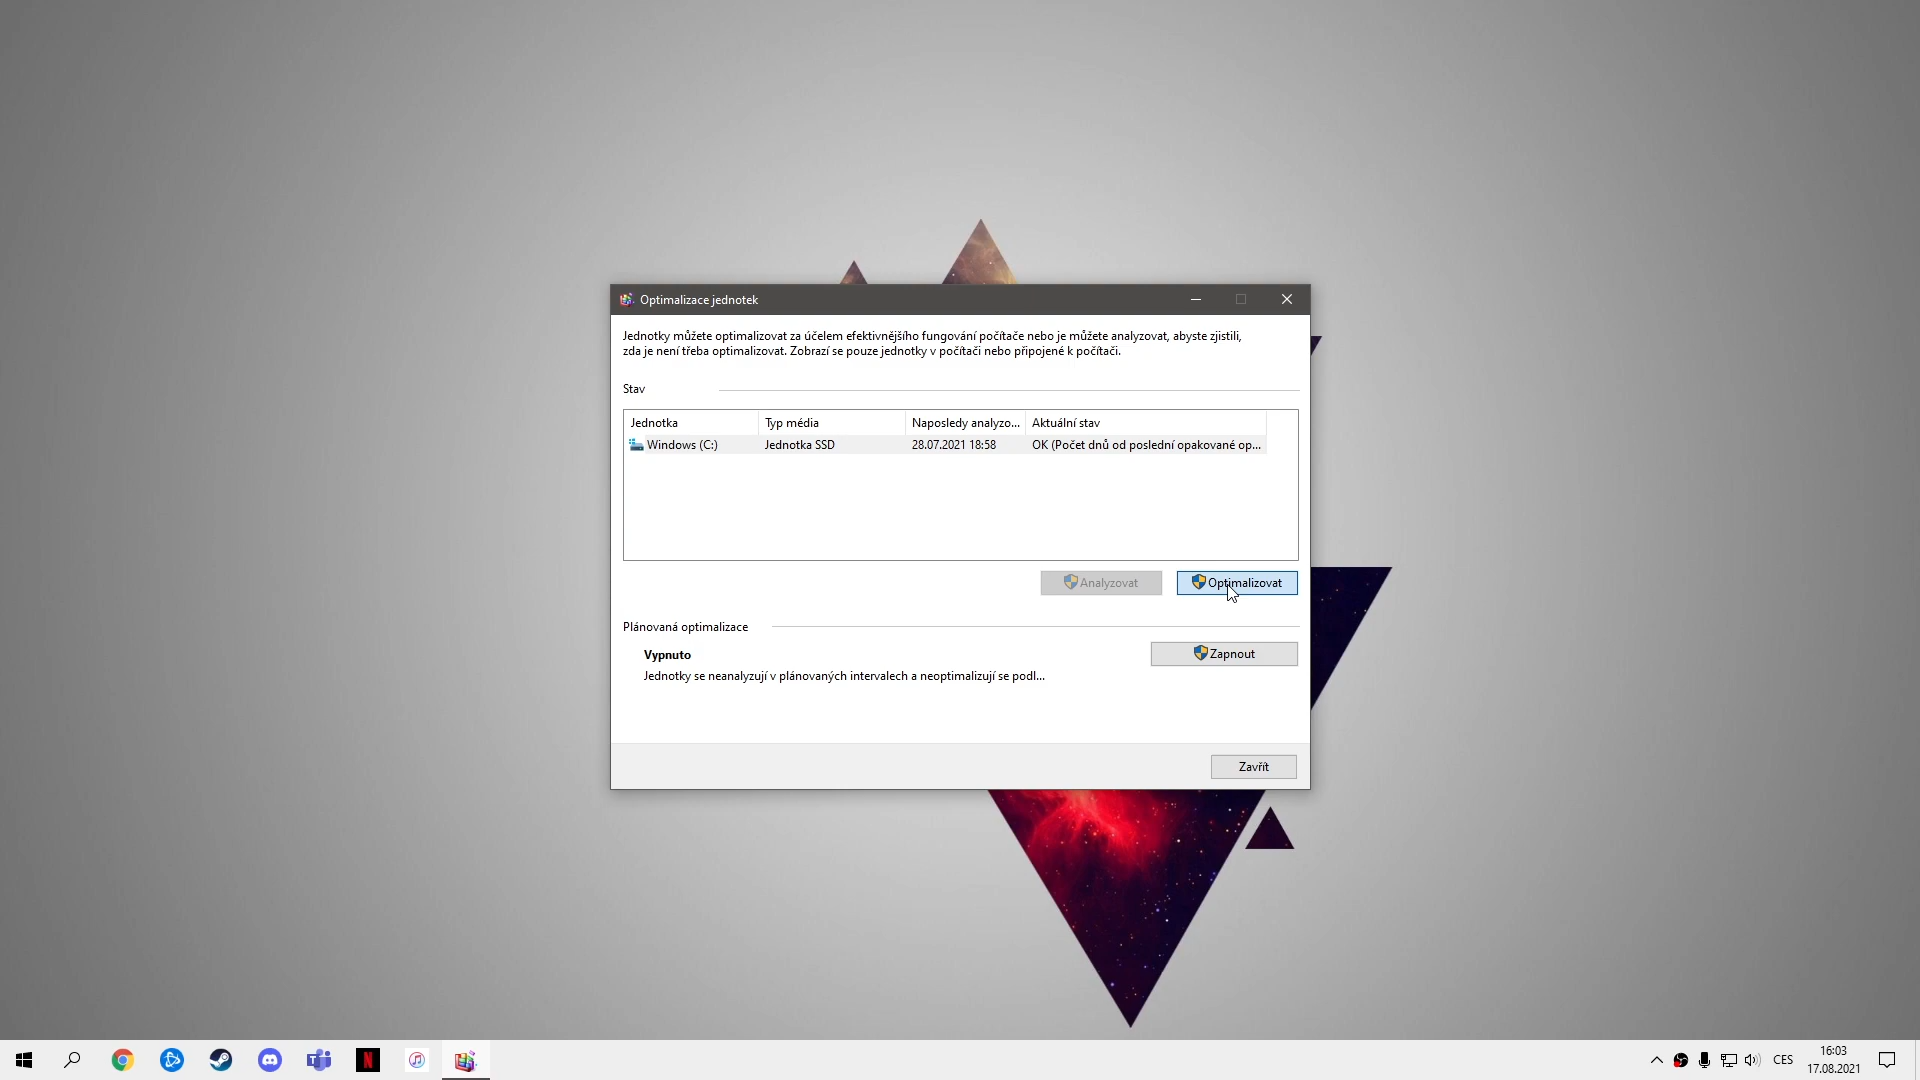 Optimalizace jednotek
Jednotky můžete optimalizovat za účelem efektivnějšího fungování počítače nebo je můžete analyzovat, abyste zjistili,
zda je není třeba optimalizovat. Zobrazí se pouze jednotky v počítači nebo připojené k počítači.
Stav
Jednotka Typ média Naposledy analyzo... Aktuální stav
Windows (C:) Jednotka SSD 28.07.2021 18:58 OK (Počet dnů od poslední opakované op...
Analyzovat Optimalizovat
Plánovaná optimalizace
Vypnuto Zapnout
Jednotky se neanalyzují v plánovaných intervalech a neoptimalizují se podl...
Zavřít
N
CES
16:03
17.08.2021